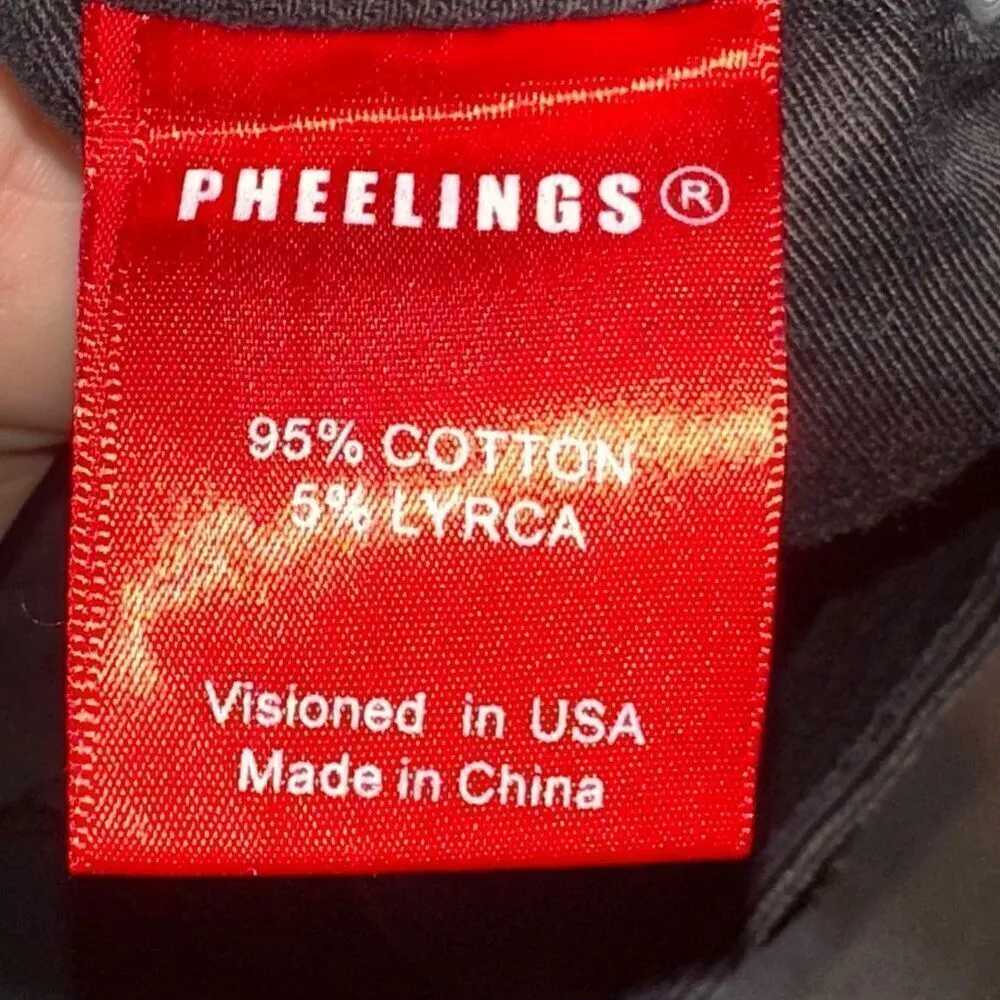 PHEELINGS®
95% COTTON
5% LYRCA
Visioned in USA
Made in China